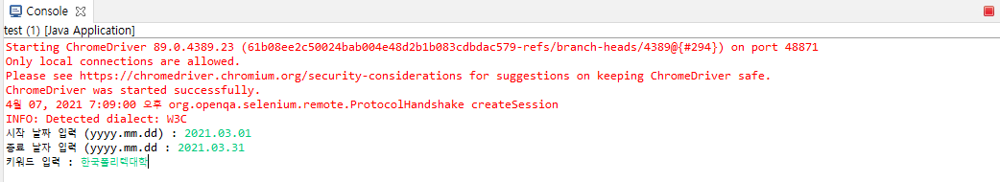 Console
test (1) [Java Application]
Starting ChromeDriver 89.0.4389.23 (61b08ee2c50024bab004e48d2b1b083cdbdac579-refs/branch-heads/4389@{#294}) on port 48871
Only local connections are allowed.
Please see https://chromedriver.chromium.org/security-considerations for suggestions on keeping ChromeDriver safe.
ChromeDriver was started successfully.
4월 07, 2021 7:09:00 오후 org.openqa.selenium.remote.ProtocolHandshake createSession
INFO: Detected dialect: W3C
시작 날짜 입력 (yyyy.mm.dd) : 2021.03.01
종료 날자 입력 (yyyy.mm.dd : 2021.03.31
키워드 입력 : 한국폴리텍대학